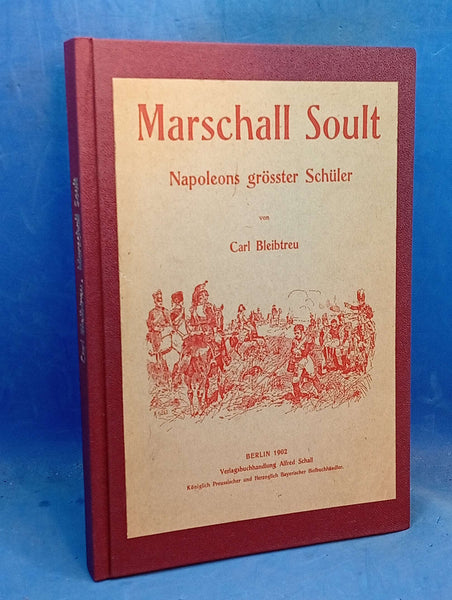 Marschall Soult
Napoleons grösster Schüler
von
Carl Bleibtreu
BERLIN 1902
Verlagsbuchhandlung Alfred Schall
Königlich Preussischer und Herzoglich Bayerischer Hofbuchhändler.
Carl Bleibtreu, Marschall Soult